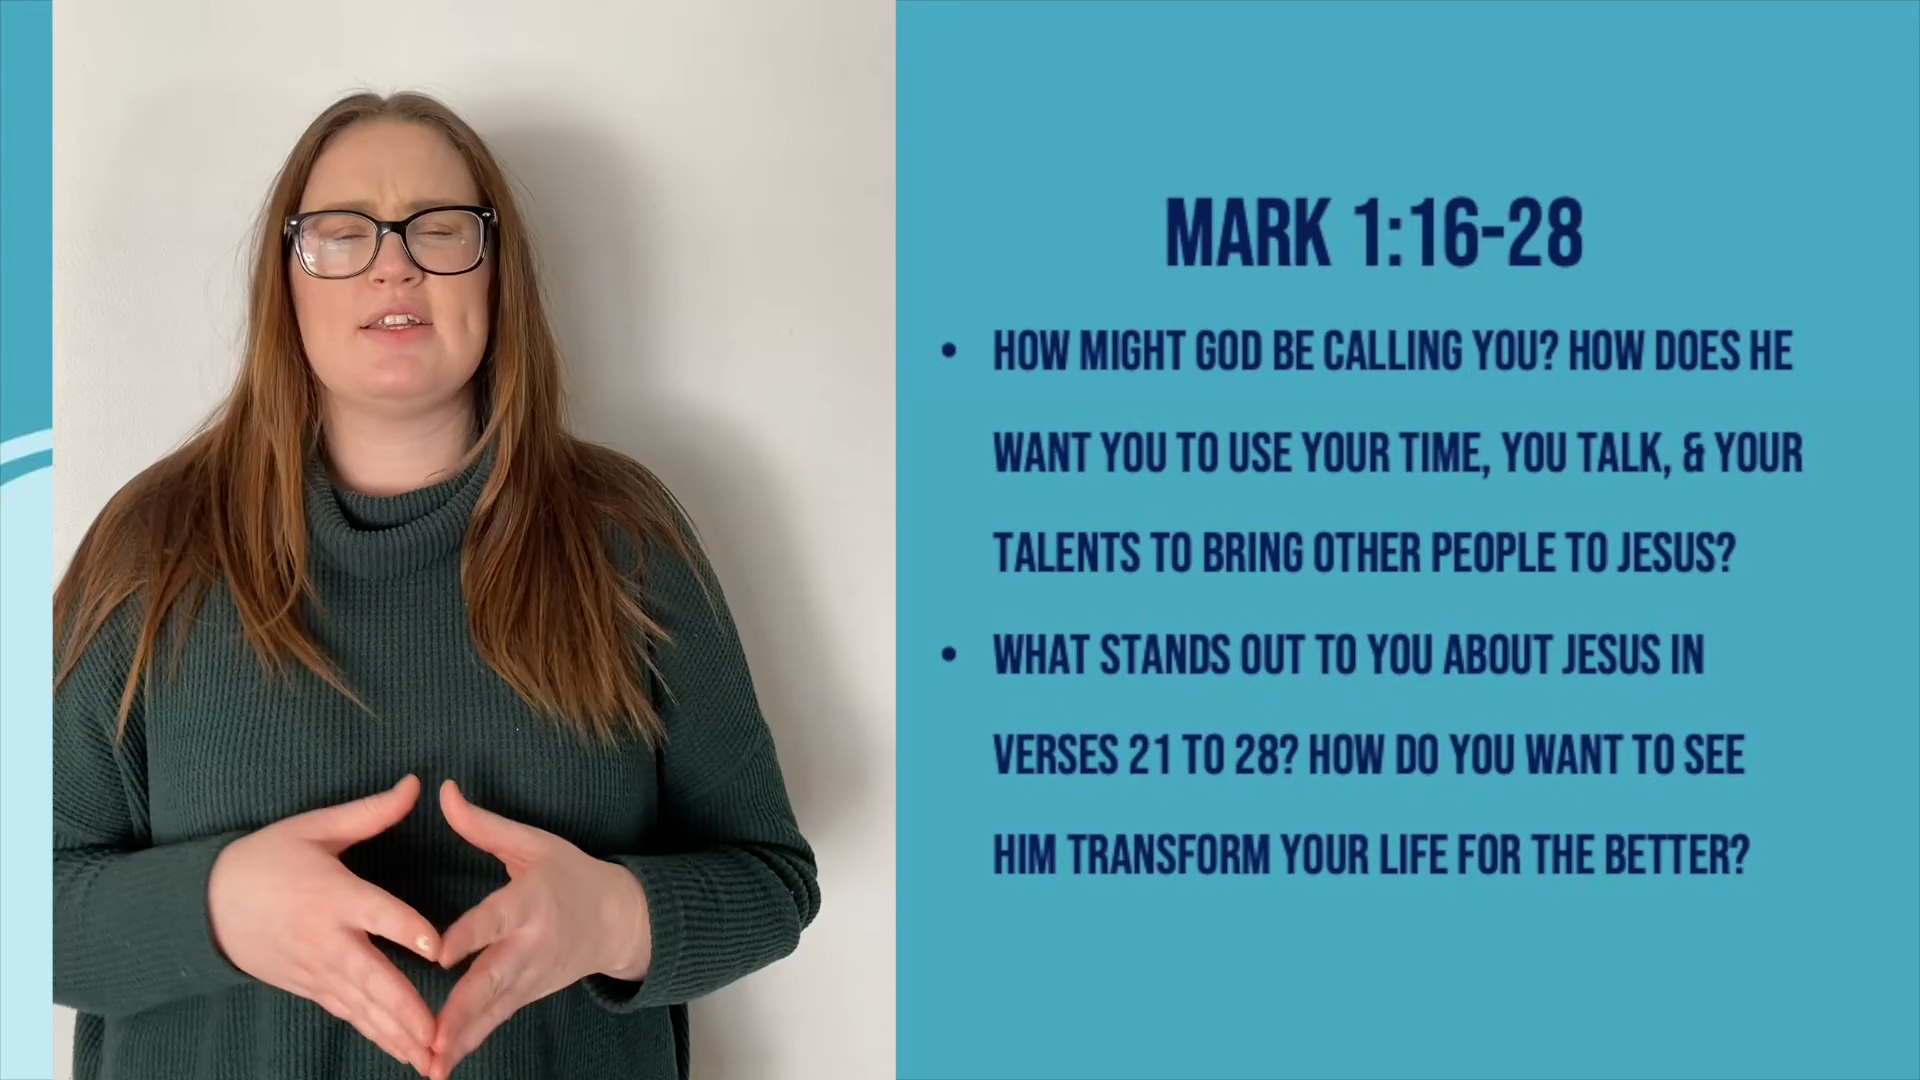 MARK 1:16-28
• HOW MIGHT GOD BE CALLING YOU? HOW DOES HE
WANT YOU TO USE YOUR TIME, YOU TALK, & YOUR
TALENTS TO BRING OTHER PEOPLE TO JESUS?
• WHAT STANDS OUT TO YOU ABOUT JESUS IN
VERSES 21 TO 28? HOW DO YOU WANT TO SEE
HIM TRANSFORM YOUR LIFE FOR THE BETTER?